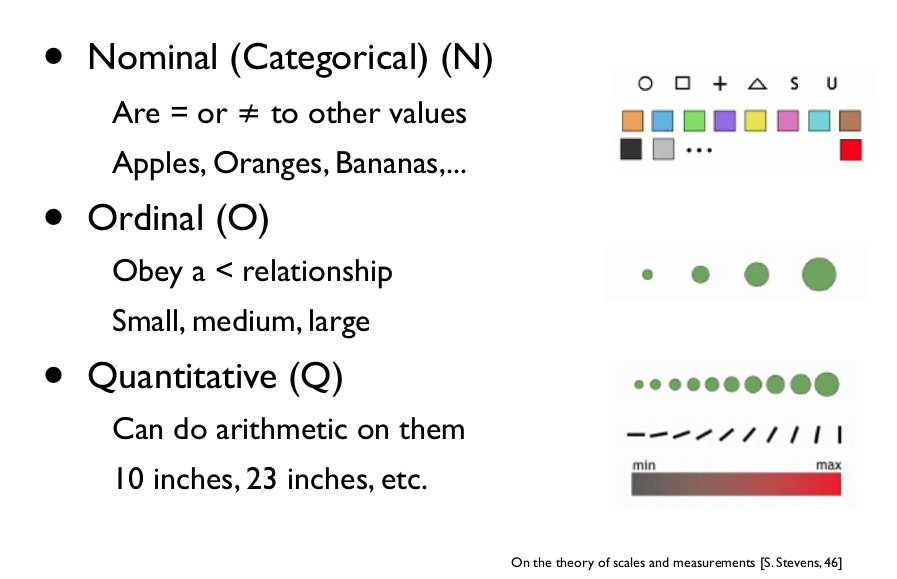 • Nominal (Categorical) (N)
Are = or ≠ to other values
Apples, Oranges, Bananas,...
S U
• • •
• Ordinal (O)
Obey a < relationship
Small, medium, large
• Quantitative (Q)
Can do arithmetic on them
10 inches, 23 inches, etc.
min max
On the theory of scales and measurements [S. Stevens, 46]